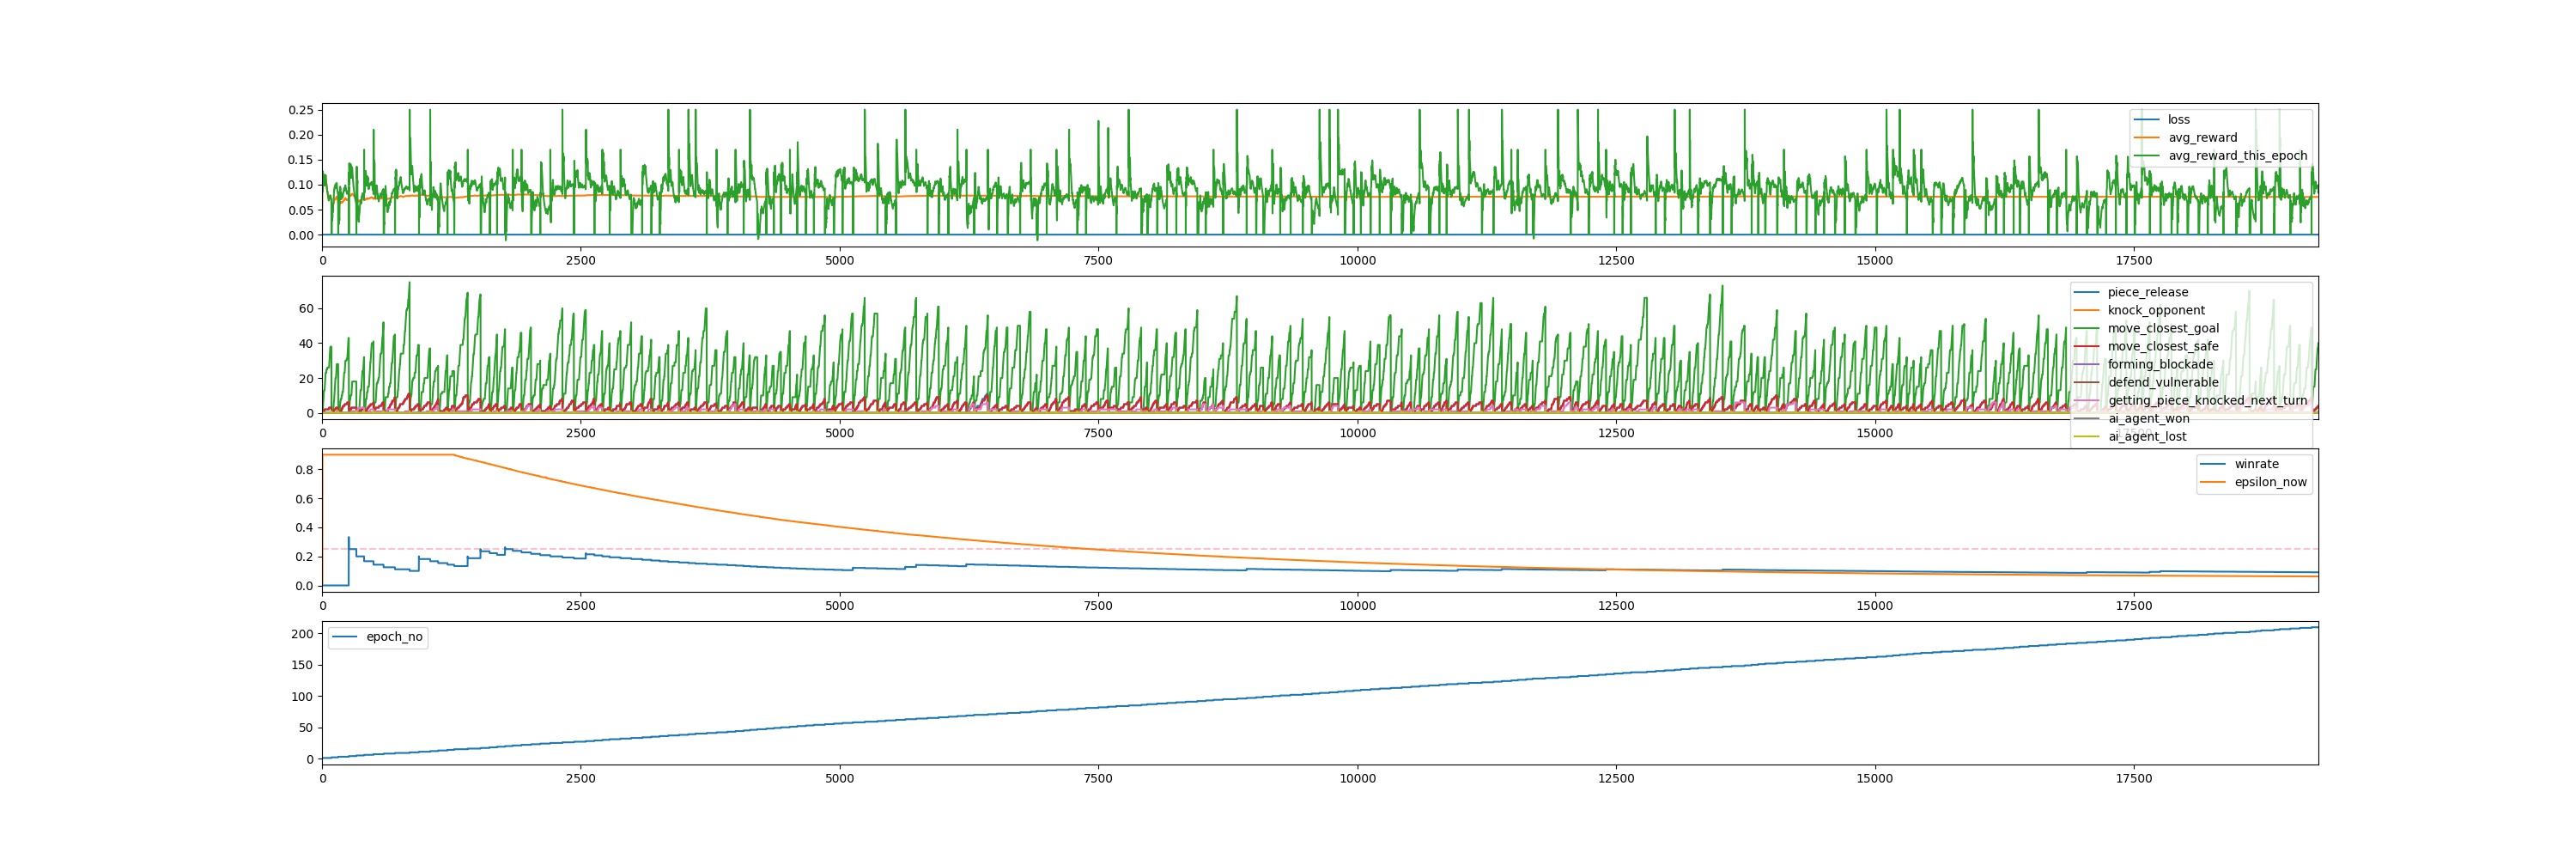 0.25
0.20
0.15
0.10
0.05
0.00
loss
avg_reward
avg_reward_this_epoch
0 2500 5000 7500 10000 12500 15000 17500
60
40
20
0
piece_release
knock_opponent
move_closest_goal
move_closest_safe
forming_blockade
defend_vulnerable
getting_piece_knocked_next_turn
ai_agent_won
ai_agent_lost
0 2500 5000 7500 10000 12500 15000 17500
0.8
0.6
0.4
0.2
0.0
winrate
epsilon_now
0 2500 5000 7500 10000 12500 15000 17500
200
150
100
50
0
epoch_no
0 2500 5000 7500 10000 12500 15000 17500